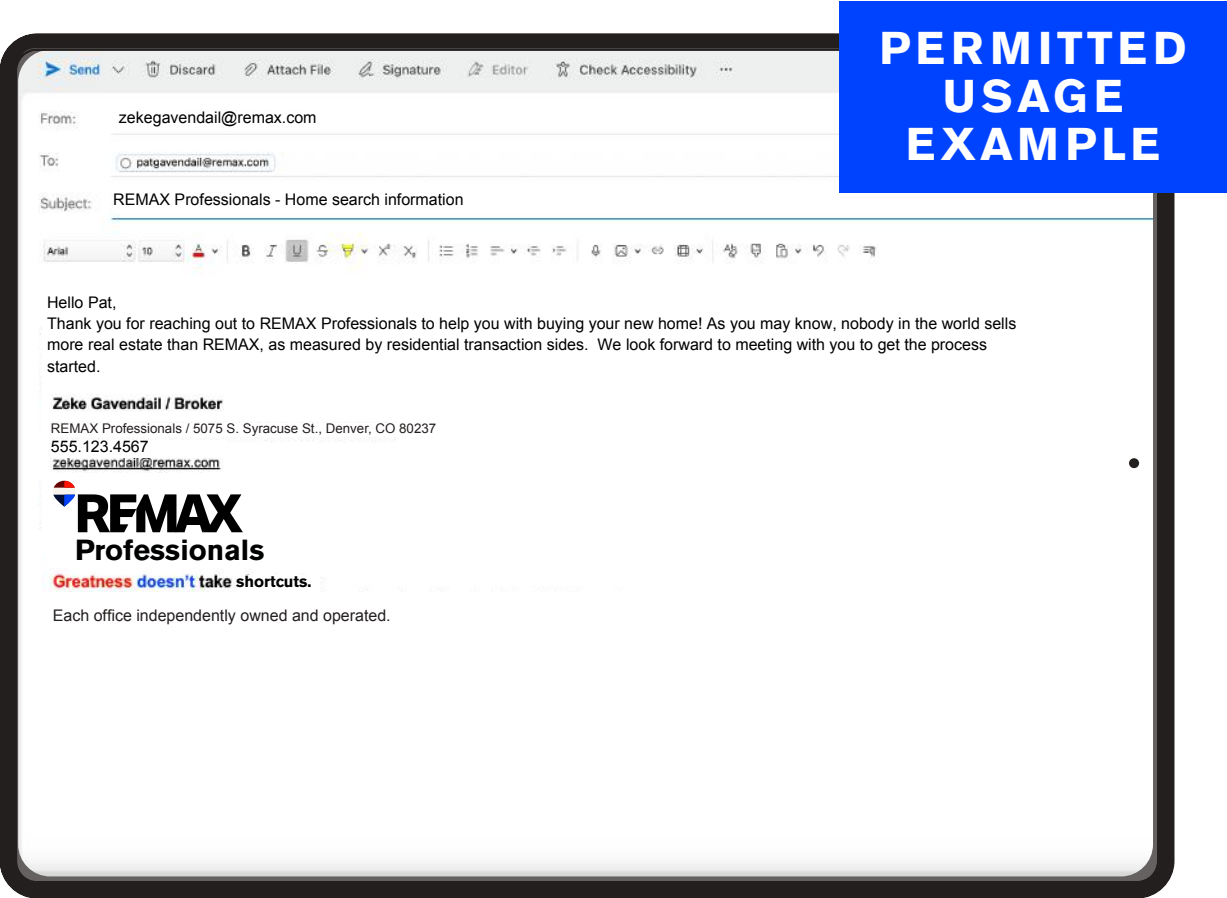 PERMITTED
USAGE
EXAMPLE
Send Discard Attach File Signature Editor Check Accessibility ...
From: zekegavendail@remax.com
To: patgavendail@remax.com
Subject: REMAX Professionals - Home search information
Arial 10 A B I U S X² X₂
Hello Pat,
Thank you for reaching out to REMAX Professionals to help you with buying your new home! As you may know, nobody in the world sells
more real estate than REMAX, as measured by residential transaction sides.  We look forward to meeting with you to get the process
started.
Zeke Gavendail / Broker
REMAX Professionals / 5075 S. Syracuse St., Denver, CO 80237
555.123.4567
zekegavendail@remax.com
REMAX
Professionals
Greatness doesn't take shortcuts.
Each office independently owned and operated.